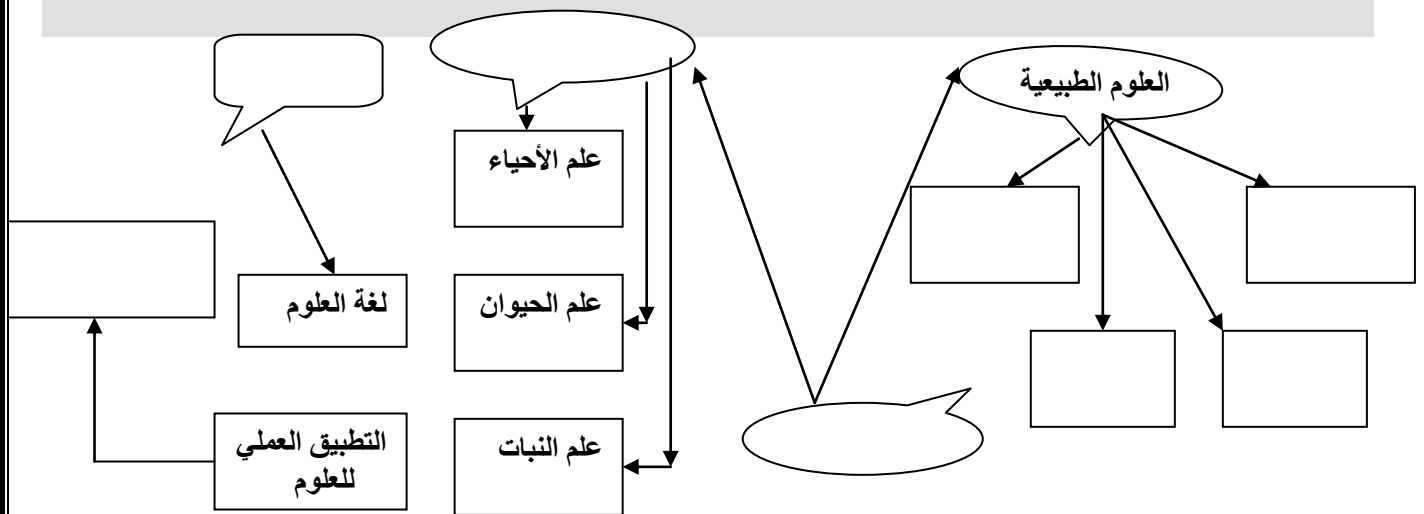 العلوم الطبيعية
علم الأحياء
علم الحيوان
لغة العلوم
علم النبات
التطبيق العملي
للعلوم